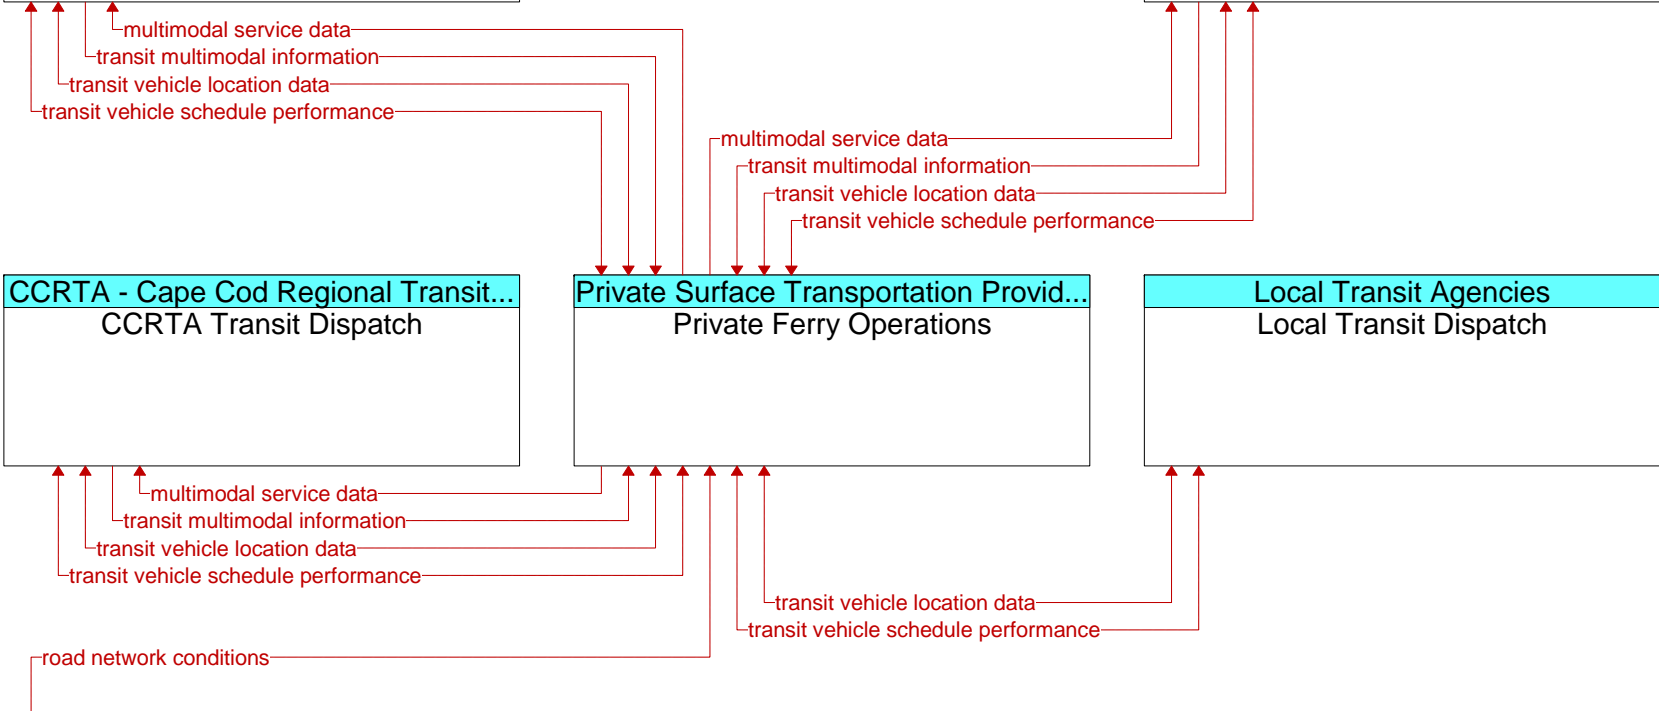 multimodal service data
transit multimodal information
transit vehicle location data
transit vehicle schedule performance
multimodal service data
transit multimodal information
transit vehicle location data
transit vehicle schedule performance
CCRTA - Cape Cod Regional Transit...
CCRTA Transit Dispatch
Private Surface Transportation Provid...
Private Ferry Operations
Local Transit Agencies
Local Transit Dispatch
multimodal service data
transit multimodal information
transit vehicle location data
transit vehicle schedule performance
transit vehicle location data
transit vehicle schedule performance
road network conditions